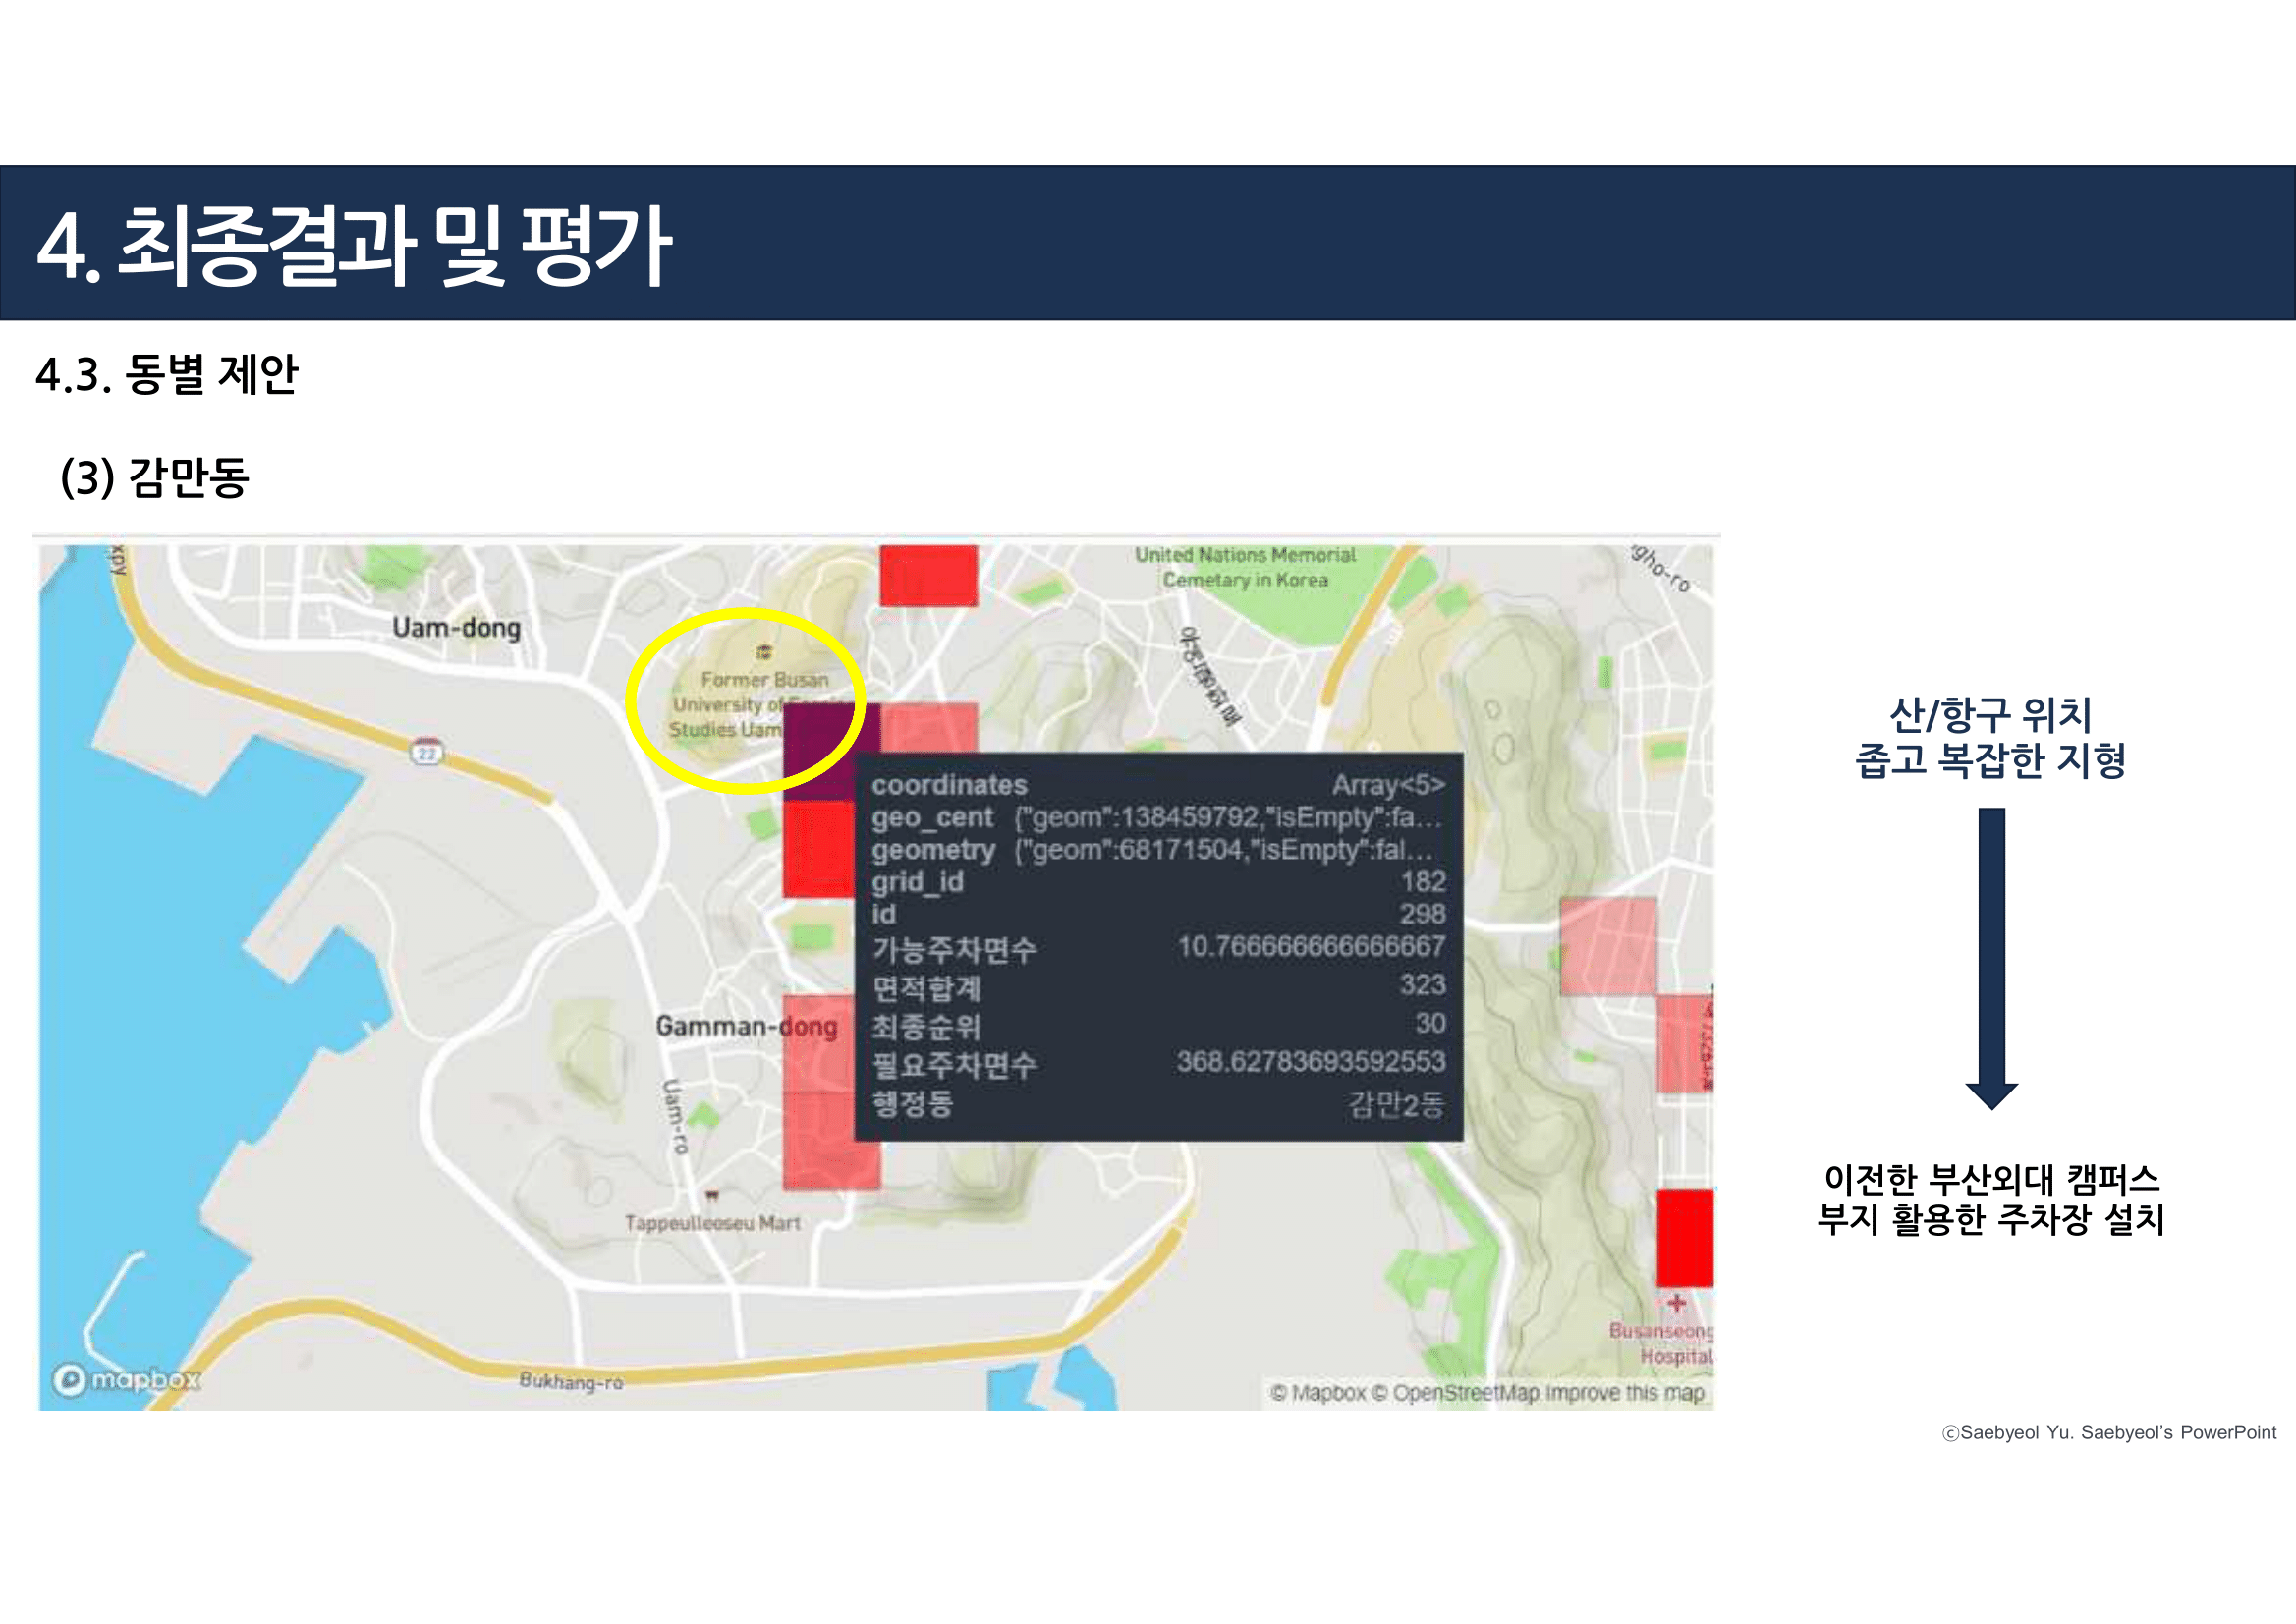 4. 최종결과 및 평가
4.3. 동별 제안
(3) 감만동
xpy
Uam-dong
22
Former Busan
University of
Studies Uam
United Nations Memorial
Cemetary in Korea
gho-ro
coordinates Array<5>
geo_cent {"geom":138459792,"isEmpty":fa...
geometry {"geom":68171504,"isEmpty":fal...
grid_id 182
id 298
가능주차면수 10.766666666666667
면적합계 323
최종순위 30
필요주차면수 368.62783693592553
행정동 감만2동
Gamman-dong
Uam-ro
Tappeulleoseu Mart
Bukhang-ro
Busanseong
Hospital
mapbox
© Mapbox © OpenStreetMap Improve this map
산/항구 위치
좁고 복잡한 지형
이전한 부산외대 캠퍼스
부지 활용한 주차장 설치
ⓒSaebyeol Yu. Saebyeol's PowerPoint